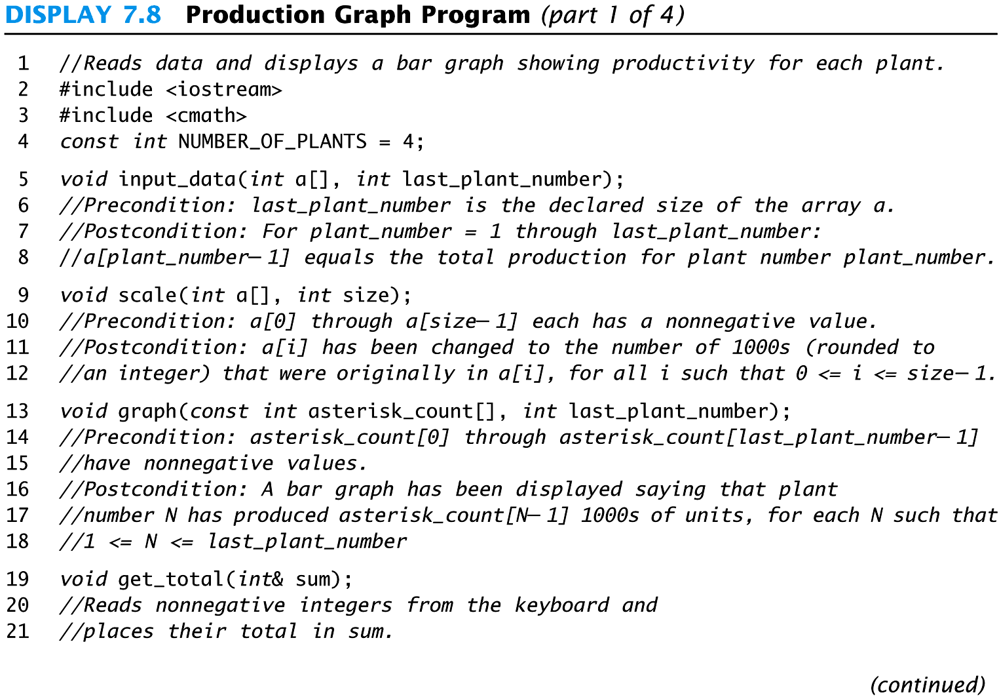 DISPLAY 7.8 Production Graph Program (part 1 of 4)
1 //Reads data and displays a bar graph showing productivity for each plant.
2 #include <iostream>
3 #include <cmath>
4 const int NUMBER_OF_PLANTS = 4;
5 void input_data(int a[], int last_plant_number);
6 //Precondition: last_plant_number is the declared size of the array a.
7 //Postcondition: For plant_number = 1 through last_plant_number:
8 //a[plant_number—1] equals the total production for plant number plant_number.
9 void scale(int a[], int size);
10 //Precondition: a[0] through a[size—1] each has a nonnegative value.
11 //Postcondition: a[i] has been changed to the number of 1000s (rounded to
12 //an integer) that were originally in a[i], for all i such that 0 <= i <= size—1.
13 void graph(const int asterisk_count[], int last_plant_number);
14 //Precondition: asterisk_count[0] through asterisk_count[last_plant_number—1]
15 //have nonnegative values.
16 //Postcondition: A bar graph has been displayed saying that plant
17 //number N has produced asterisk_count[N—1] 1000s of units, for each N such that
18 //1 <= N <= last_plant_number
19 void get_total(int& sum);
20 //Reads nonnegative integers from the keyboard and
21 //places their total in sum.
(continued)